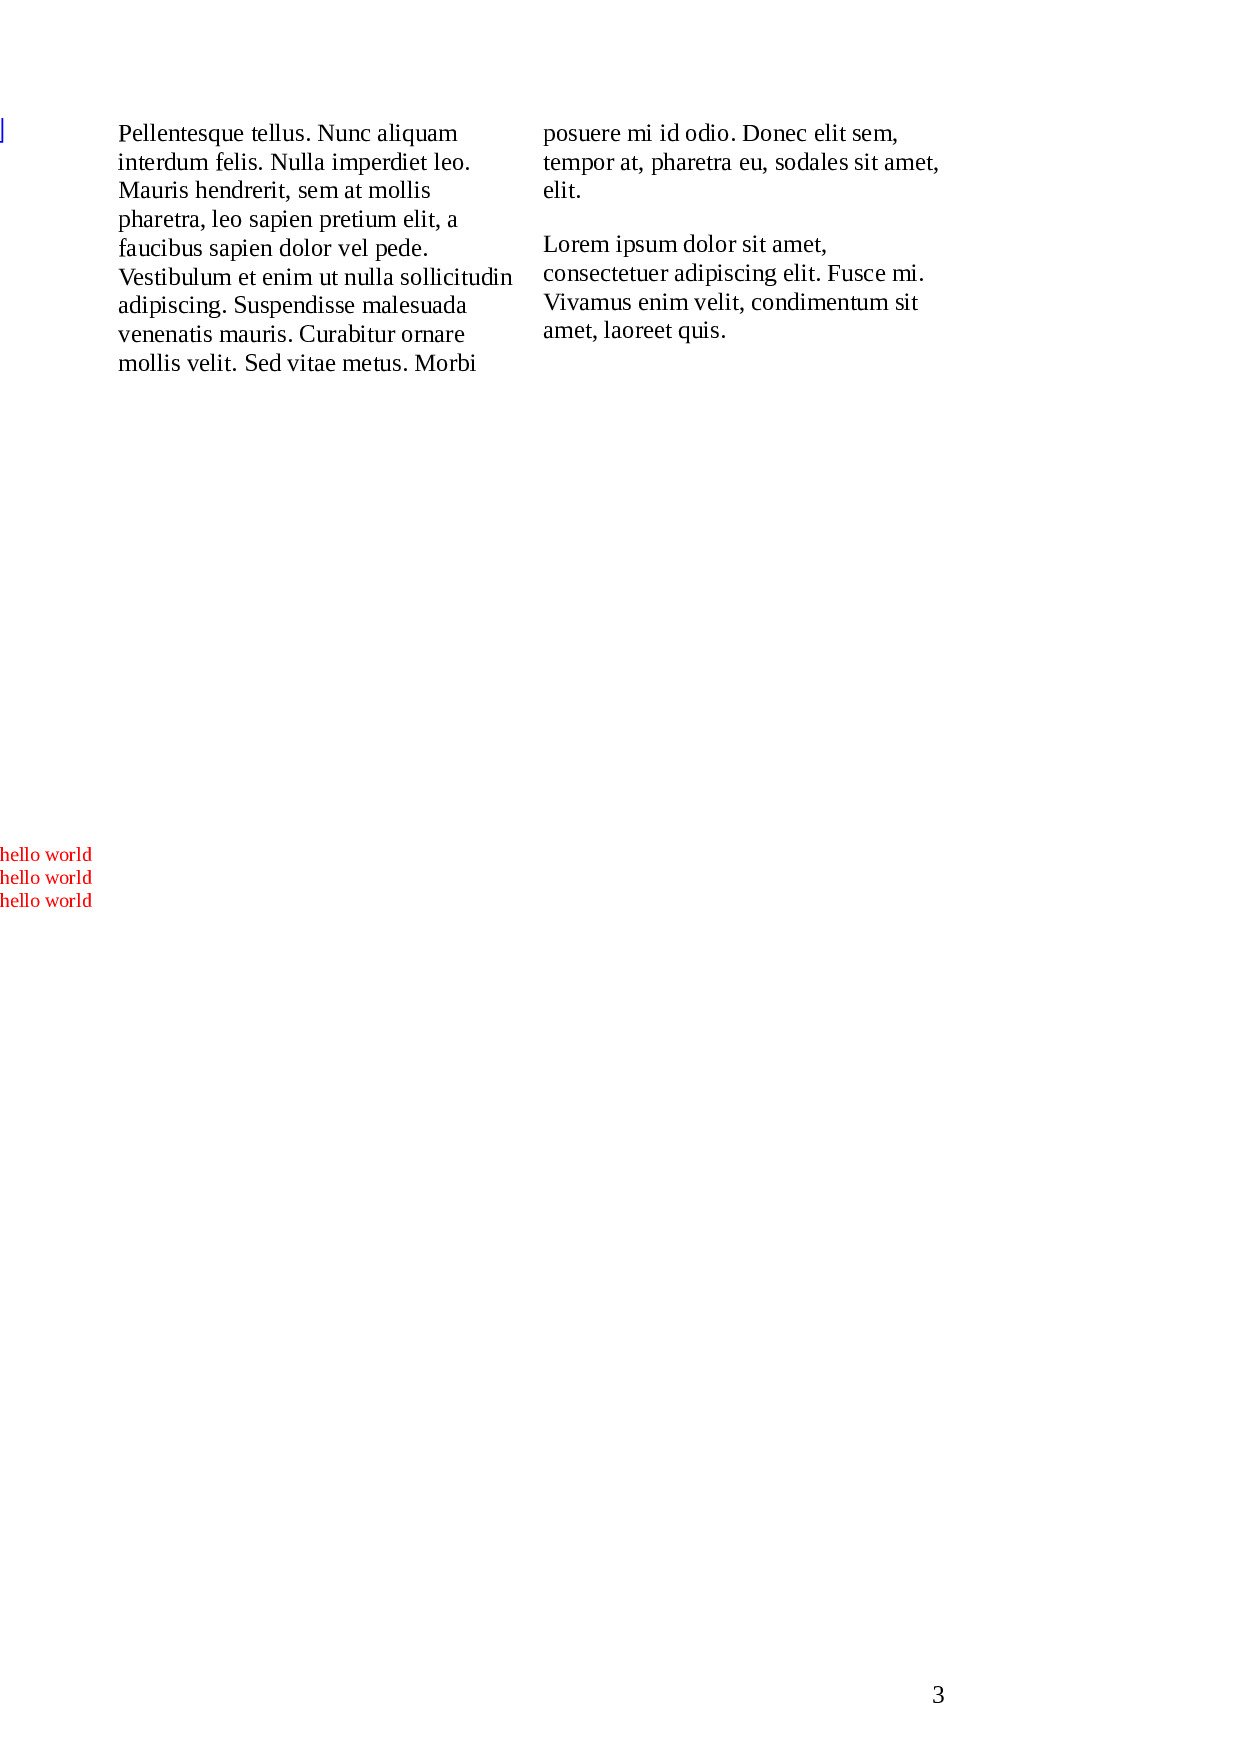 Pellentesque tellus. Nunc aliquam
interdum felis. Nulla imperdiet leo.
Mauris hendrerit, sem at mollis
pharetra, leo sapien pretium elit, a
faucibus sapien dolor vel pede.
Vestibulum et enim ut nulla sollicitudin
adipiscing. Suspendisse malesuada
venenatis mauris. Curabitur ornare
mollis velit. Sed vitae metus. Morbi
posuere mi id odio. Donec elit sem,
tempor at, pharetra eu, sodales sit amet,
elit.
Lorem ipsum dolor sit amet,
consectetuer adipiscing elit. Fusce mi.
Vivamus enim velit, condimentum sit
amet, laoreet quis.
hello world
hello world
hello world
3